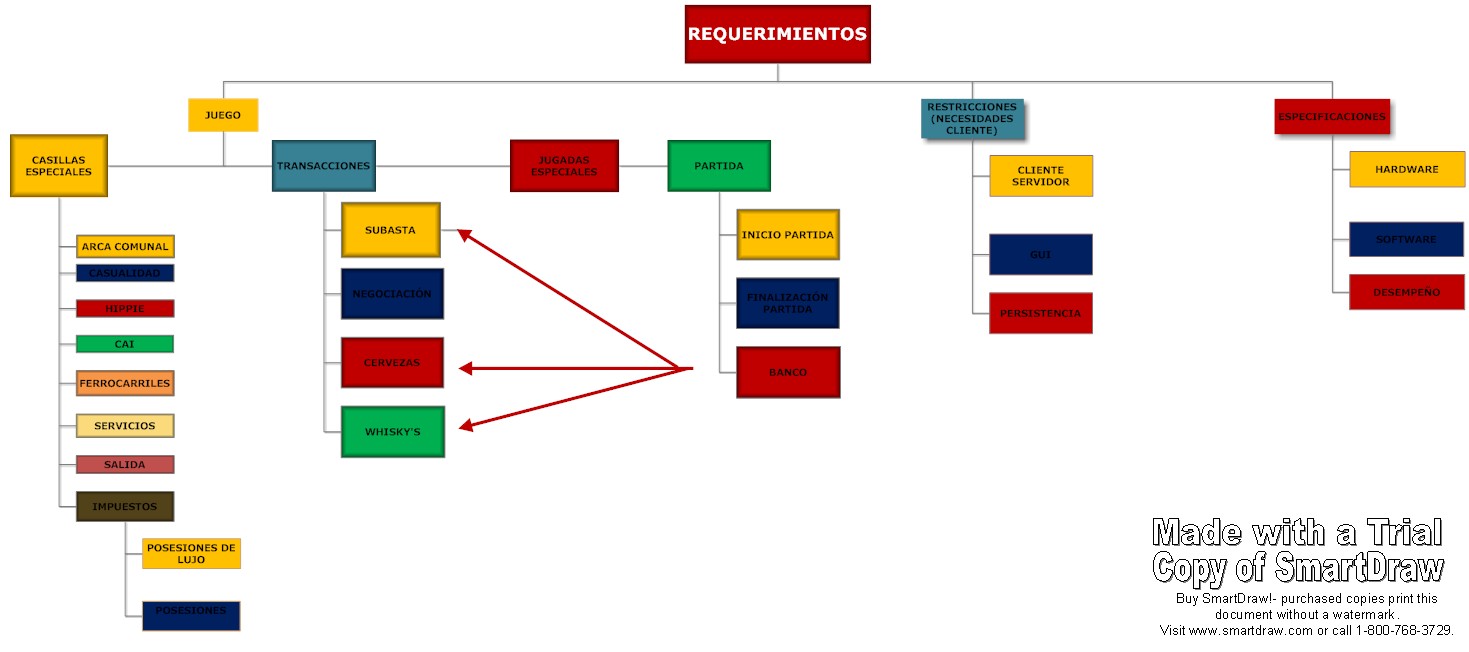 REQUERIMIENTOS
JUEGO
RESTRICCIONES
(NECESIDADES
CLIENTE)
ESPECIFICACIONES
CASILLAS
ESPECIALES
TRANSACCIONES
JUGADAS
ESPECIALES
PARTIDA
CLIENTE
SERVIDOR
HARDWARE
SUBASTA
INICIO PARTIDA
ARCA COMUNAL
CASUALIDAD
GUI
SOFTWARE
NEGOCIACIÓN
FINALIZACIÓN
PARTIDA
HIPPIE
PERSISTENCIA
DESEMPEÑO
CAI
CERVEZAS
BANCO
FERROCARRILES
SERVICIOS
WHISKY'S
SALIDA
IMPUESTOS
POSESIONES DE
LUJO
POSESIONES
Made with a Trial
Copy of SmartDraw
Buy SmartDraw!- purchased copies print this
document without a watermark .
Visit www.smartdraw.com or call 1-800-768-3729.